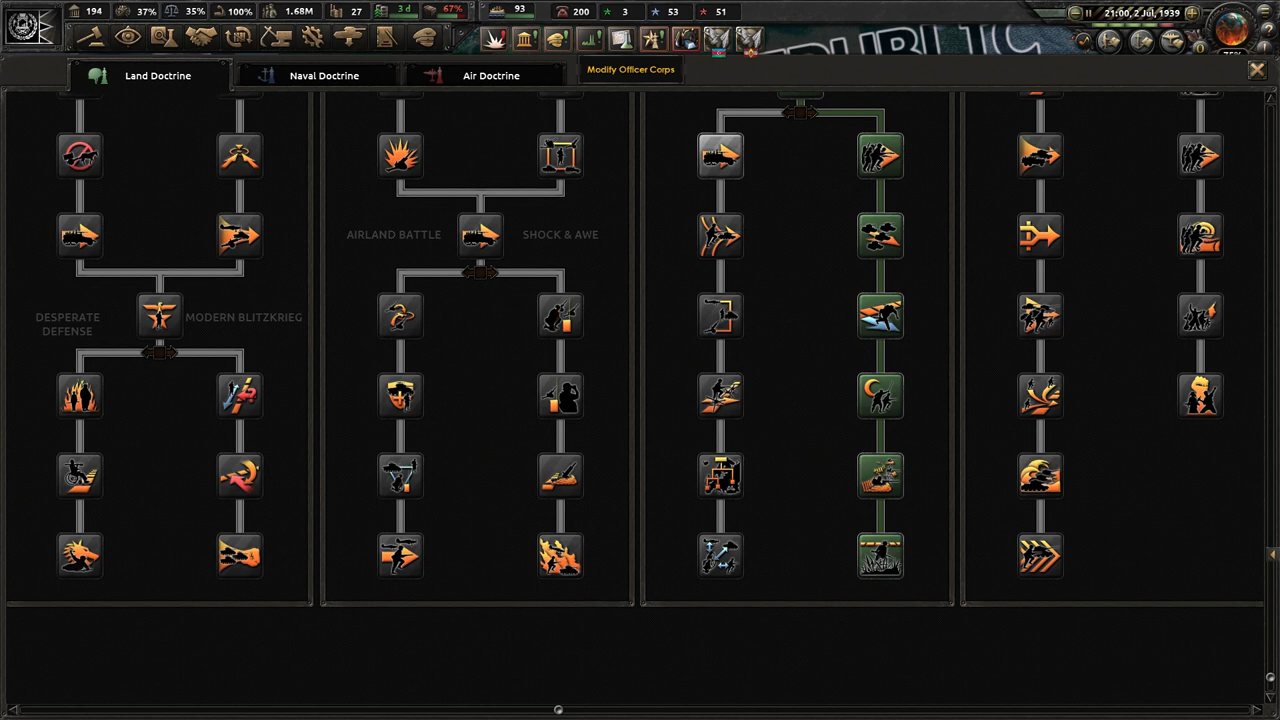 194 37% 35% 100% 1.68M 27 3 d 67% 93 200 3 53 51 21:00, 2 Jul, 1939
Land Doctrine Naval Doctrine Air Doctrine Modify Officer Corps
AIRLAND BATTLE SHOCK & AWE
DESPERATE DEFENSE MODERN BLITZKRIEG